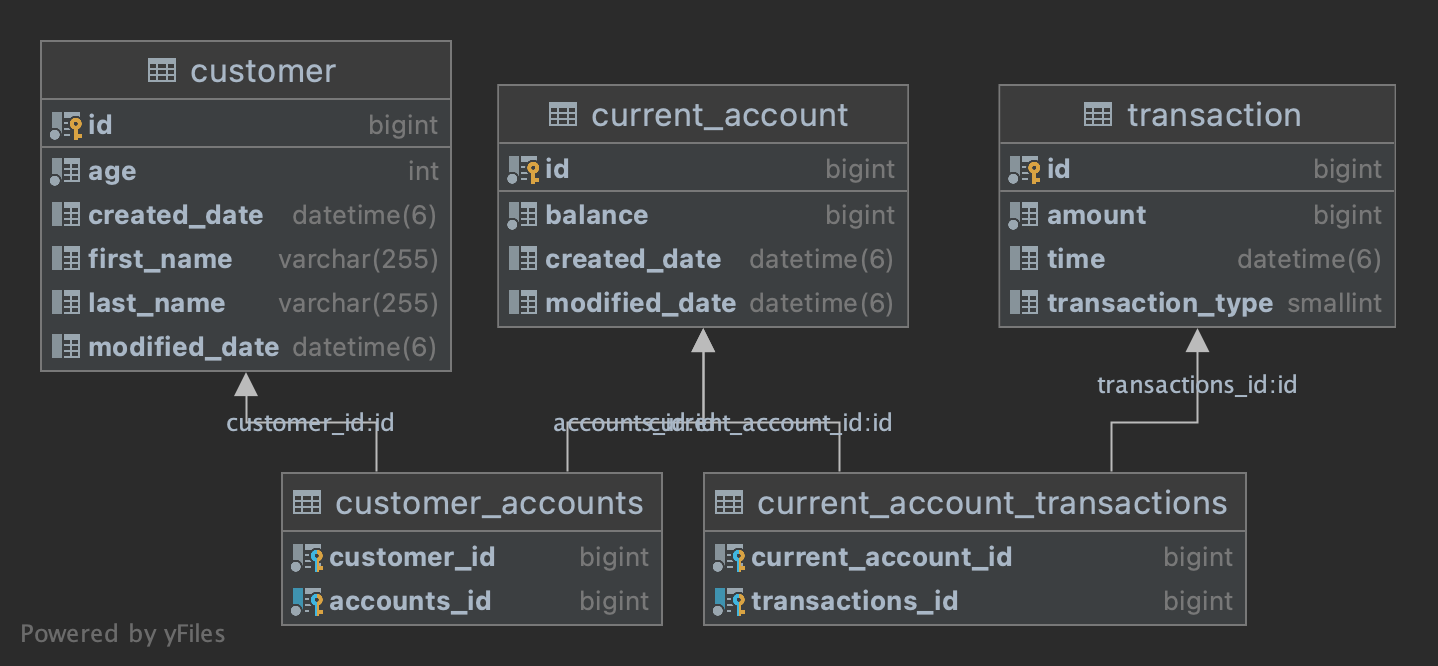 customer
id bigint
age int
created_date datetime(6)
first_name varchar(255)
last_name varchar(255)
modified_date datetime(6)
current_account
id bigint
balance bigint
created_date datetime(6)
modified_date datetime(6)
transaction
id bigint
amount bigint
time datetime(6)
transaction_type smallint
customer_id:id
accounts_id:id
current_account_id:id
transactions_id:id
customer_accounts
customer_id bigint
accounts_id bigint
current_account_transactions
current_account_id bigint
transactions_id bigint
Powered by yFiles